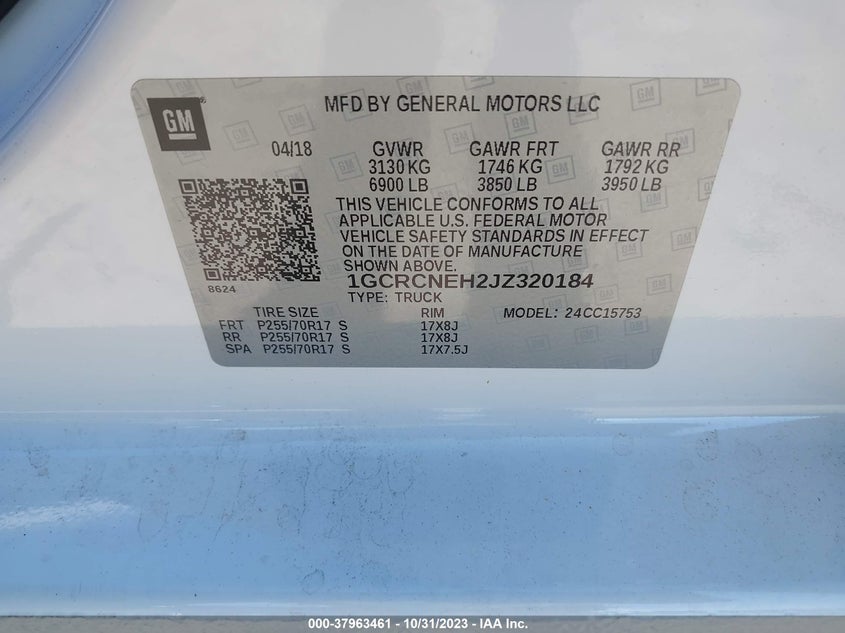 GM
MFD BY GENERAL MOTORS LLC
04/18 GVWR GAWR FRT GAWR RR
3130 KG 1746 KG 1792 KG
6900 LB 3850 LB 3950 LB
THIS VEHICLE CONFORMS TO ALL
APPLICABLE U.S. FEDERAL MOTOR
VEHICLE SAFETY STANDARDS IN EFFECT
ON THE DATE OF MANUFACTURE
SHOWN ABOVE.
8624 1GCRCNEH2JZ320184
TYPE: TRUCK
TIRE SIZE RIM MODEL: 24CC15753
FRT P255/70R17 S 17X8J
RR P255/70R17 S 17X8J
SPA P255/70R17 S 17X7.5J
000-37963461 - 10/31/2023 - IAA Inc.